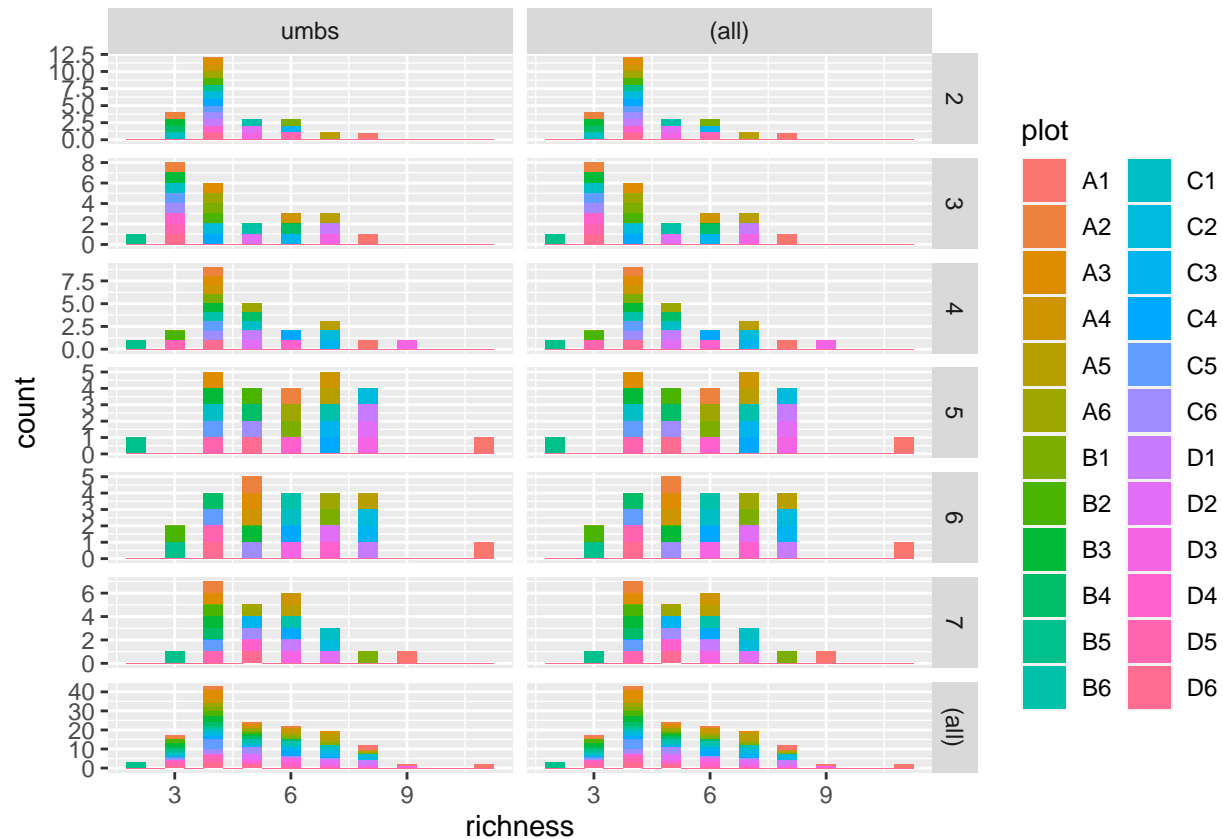 umbs (all)
12.5
10.0
7.5
5.0
2.5
0.0
2
8
6
4
2
0
3
7.5
5.0
2.5
0.0
4
5
4
3
2
1
0
5
5
4
3
2
1
0
6
6
4
2
0
7
40
30
20
10
0
(all)
3 6 9 3 6 9
richness
count
plot
A1 C1
A2 C2
A3 C3
A4 C4
A5 C5
A6 C6
B1 D1
B2 D2
B3 D3
B4 D4
B5 D5
B6 D6